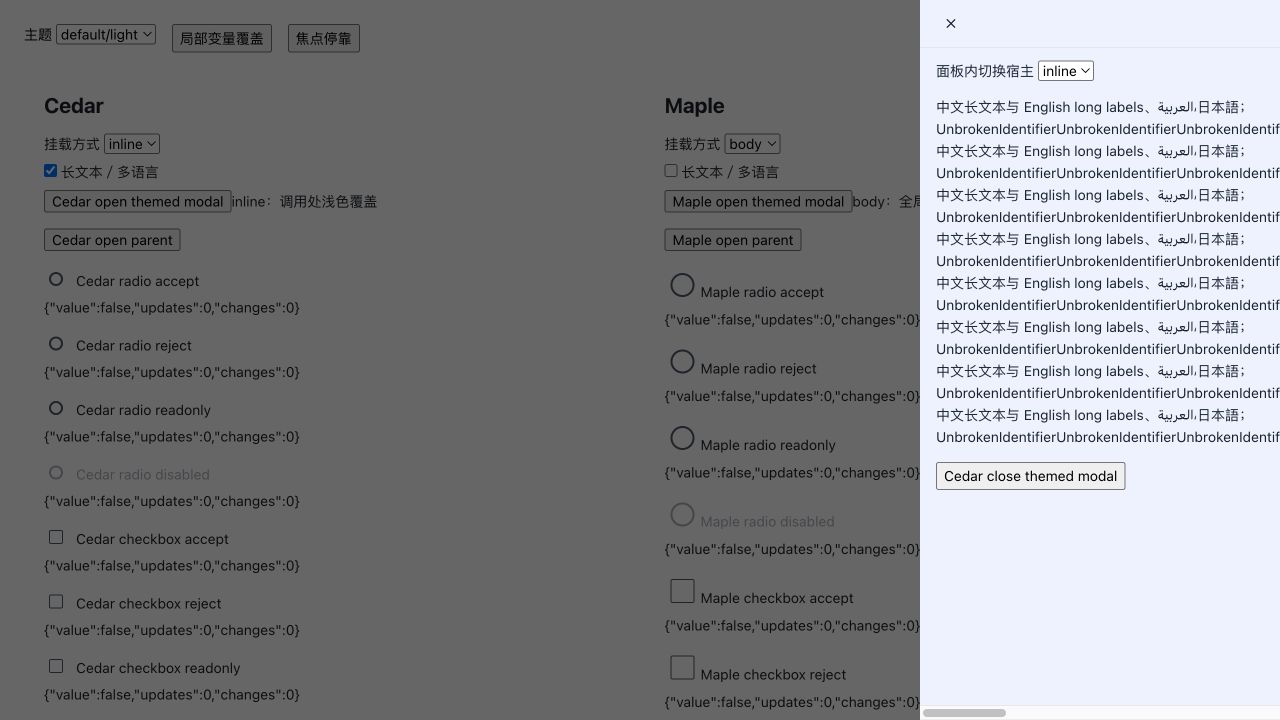 主题 default/light 局部变量覆盖 焦点停靠
Cedar
挂载方式 inline
长文本 / 多语言
Cedar open themed modal inline：调用处浅色覆盖
Cedar open parent
Cedar radio accept
{"value":false,"updates":0,"changes":0}
Cedar radio reject
{"value":false,"updates":0,"changes":0}
Cedar radio readonly
{"value":false,"updates":0,"changes":0}
Cedar radio disabled
{"value":false,"updates":0,"changes":0}
Cedar checkbox accept
{"value":false,"updates":0,"changes":0}
Cedar checkbox reject
{"value":false,"updates":0,"changes":0}
Cedar checkbox readonly
{"value":false,"updates":0,"changes":0}
Maple
挂载方式 body
长文本 / 多语言
Maple open themed modal body：全局
Maple open parent
Maple radio accept
{"value":false,"updates":0,"changes":0}
Maple radio reject
{"value":false,"updates":0,"changes":0}
Maple radio readonly
{"value":false,"updates":0,"changes":0}
Maple radio disabled
{"value":false,"updates":0,"changes":0}
Maple checkbox accept
{"value":false,"updates":0,"changes":0}
Maple checkbox reject
{"value":false,"updates":0,"changes":0}
面板内切换宿主 inline
中文长文本与 English long labels、العربية،日本語；
UnbrokenIdentifierUnbrokenIdentifierUnbrokenIdentif
中文长文本与 English long labels、العربية،日本語；
UnbrokenIdentifierUnbrokenIdentifierUnbrokenIdentif
中文长文本与 English long labels、العربية،日本語；
UnbrokenIdentifierUnbrokenIdentifierUnbrokenIdentif
中文长文本与 English long labels、العربية،日本語；
UnbrokenIdentifierUnbrokenIdentifierUnbrokenIdentif
中文长文本与 English long labels、العربية،日本語；
UnbrokenIdentifierUnbrokenIdentifierUnbrokenIdentif
中文长文本与 English long labels、العربية،日本語；
UnbrokenIdentifierUnbrokenIdentifierUnbrokenIdentif
中文长文本与 English long labels、العربية،日本語；
UnbrokenIdentifierUnbrokenIdentifierUnbrokenIdentif
中文长文本与 English long labels、العربية،日本語；
UnbrokenIdentifierUnbrokenIdentifierUnbrokenIdentif
Cedar close themed modal